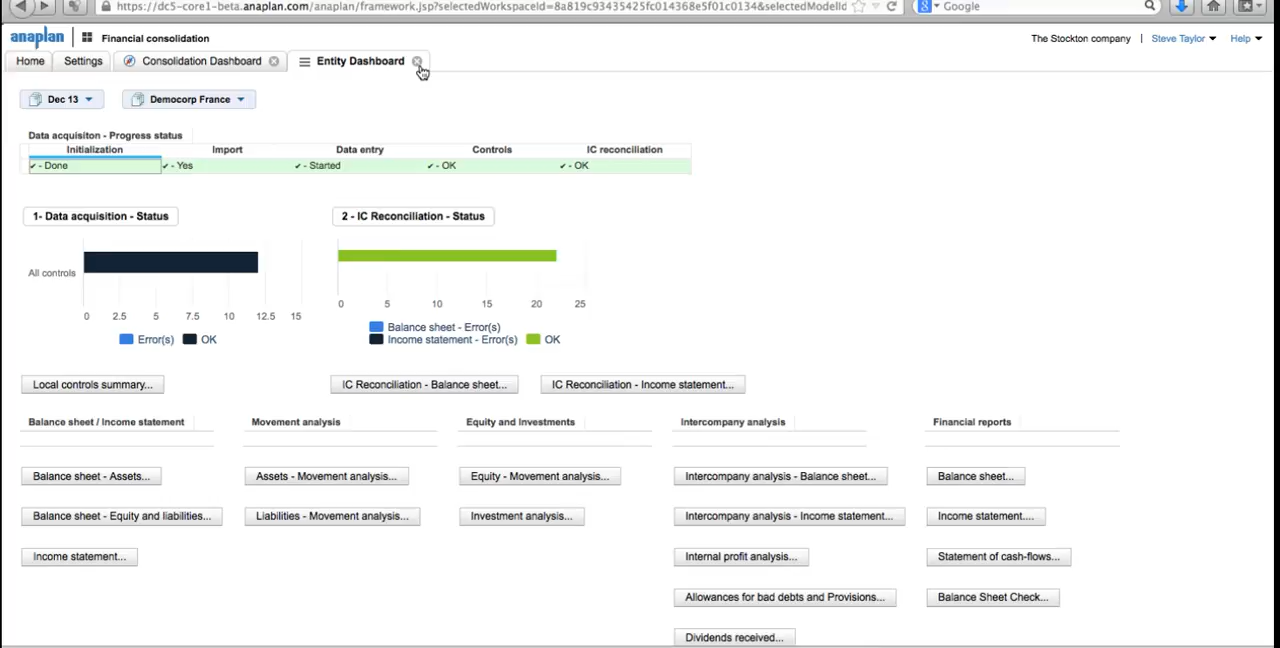 https://dc5-core1-beta.anaplan.com/anaplan/framework.jsp?selectedWorkspaceId=8a819c93435425fc014368e5f01c0134&selectedModelId
Google
anaplan Financial consolidation The Stockton company | Steve Taylor Help
Home Settings Consolidation Dashboard Entity Dashboard
Dec 13 Democorp France
Data acquisiton - Progress status
Initialization Import Data entry Controls IC reconciliation
✔ - Done ✔ - Yes ✔ - Started ✔ - OK ✔ - OK
1- Data acquisition - Status 2 - IC Reconciliation - Status
All controls
0 2.5 5 7.5 10 12.5 15
0 5 10 15 20 25
Error(s) OK
Balance sheet - Error(s)
Income statement - Error(s) OK
Local controls summary... IC Reconciliation - Balance sheet... IC Reconciliation - Income statement...
Balance sheet / Income statement Movement analysis Equity and Investments Intercompany analysis Financial reports
Balance sheet - Assets... Assets - Movement analysis... Equity - Movement analysis... Intercompany analysis - Balance sheet... Balance sheet...
Balance sheet - Equity and liabilities... Liabilities - Movement analysis... Investment analysis... Intercompany analysis - Income statement... Income statement....
Income statement... Internal profit analysis... Statement of cash-flows...
Allowances for bad debts and Provisions... Balance Sheet Check...
Dividends received...